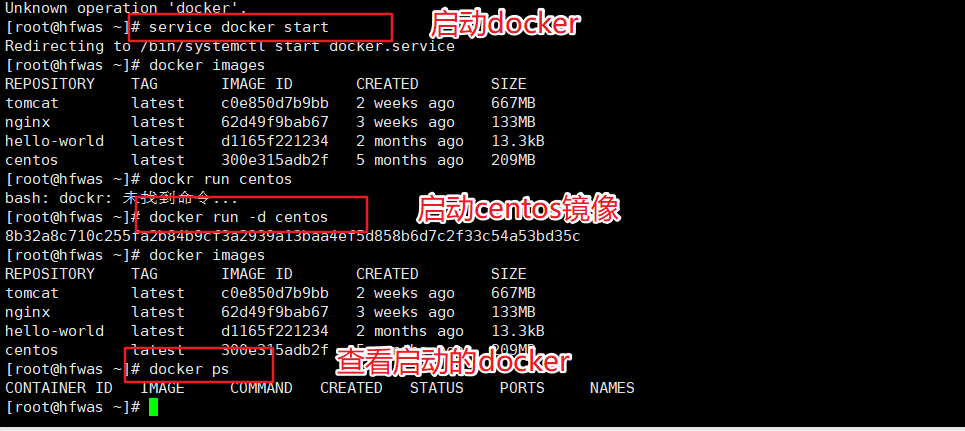 Unknown operation 'docker'.
[root@hfwas ~]# service docker start
启动docker
Redirecting to /bin/systemctl start docker.service
[root@hfwas ~]# docker images
REPOSITORY TAG IMAGE ID CREATED SIZE
tomcat latest c0e850d7b9bb 2 weeks ago 667MB
nginx latest 62d49f9bab67 3 weeks ago 133MB
hello-world latest d1165f221234 2 months ago 13.3kB
centos latest 300e315adb2f 5 months ago 209MB
[root@hfwas ~]# dockr run centos
bash: dockr: 未找到命令...
[root@hfwas ~]# docker run -d centos
启动centos镜像
8b32a8c710c255fa2b84b9cf3a2939a13baa4ef5d858b6d7c2f33c54a53bd35c
[root@hfwas ~]# docker images
REPOSITORY TAG IMAGE ID CREATED SIZE
tomcat latest c0e850d7b9bb 2 weeks ago 667MB
nginx latest 62d49f9bab67 3 weeks ago 133MB
hello-world latest d1165f221234 2 months ago 13.3kB
centos latest 300e315adb2f 5 months ago 209MB
[root@hfwas ~]# docker ps
查看启动的docker
CONTAINER ID IMAGE COMMAND CREATED STATUS PORTS NAMES
[root@hfwas ~]#